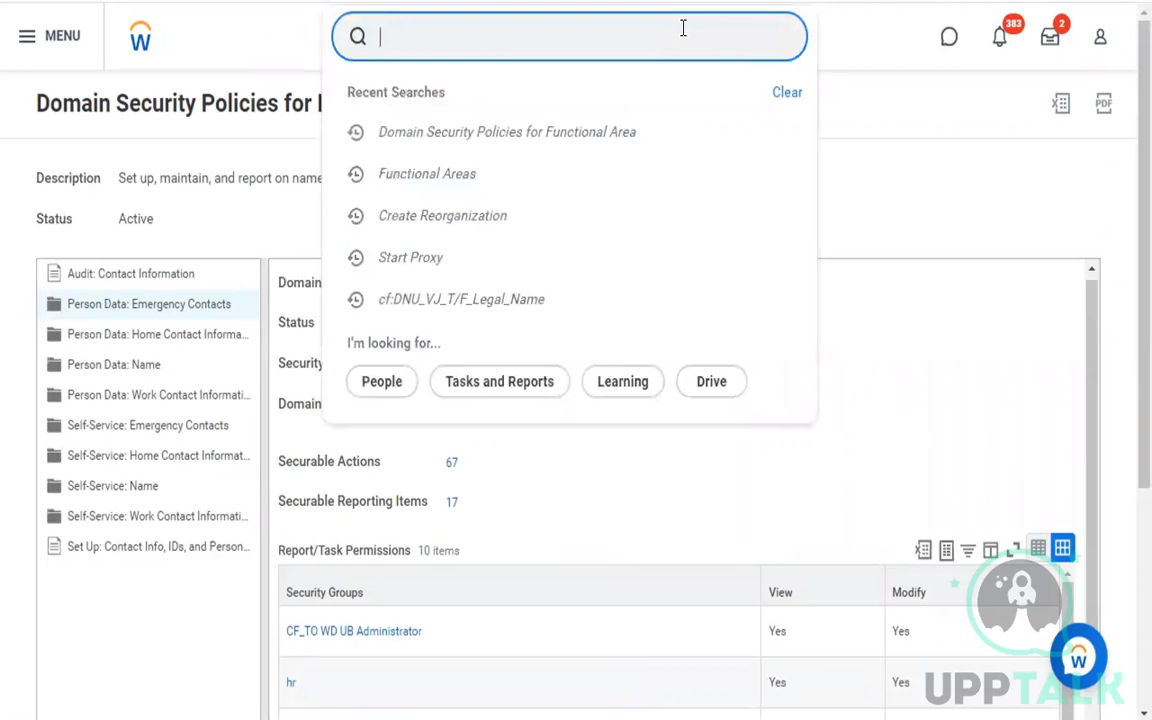 MENU
383
2
Recent Searches
Clear
Domain Security Policies for Functional Area
Functional Areas
Create Reorganization
Start Proxy
cf:DNU_VJ_T/F_Legal_Name
I'm looking for...
People
Tasks and Reports
Learning
Drive
Domain Security Policies for
PDF
Description
Set up, maintain, and report on name
Status
Active
Audit: Contact Information
Person Data: Emergency Contacts
Person Data: Home Contact Informa...
Person Data: Name
Person Data: Work Contact Informati...
Self-Service: Emergency Contacts
Self-Service: Home Contact Informat...
Self-Service: Name
Self-Service: Work Contact Informati...
Set Up: Contact Info, IDs, and Person...
Domain
Status
Security
Domain
Securable Actions 67
Securable Reporting Items 17
Report/Task Permissions 10 items
Security Groups View Modify
CF_TO WD UB Administrator Yes Yes
hr Yes Yes
UPPTALK